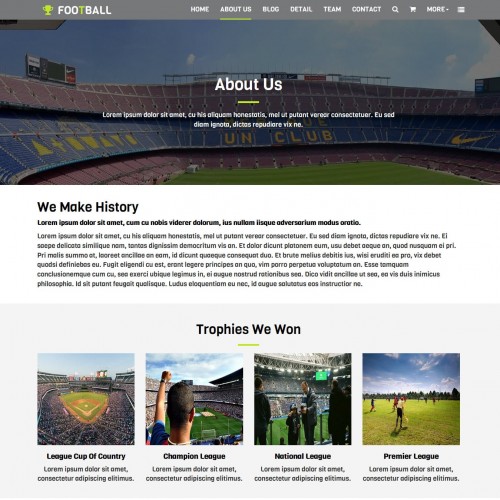 FOOTBALL
HOME ABOUT US BLOG DETAIL TEAM CONTACT MORE
About Us
Lorem ipsum dolor sit amet, cu his aliquam honestatis, mel ut putant verear consectetuer. Eu sed
diam ignota, dictas repudiare vix ne.
UN CLUB
We Make History
Lorem ipsum dolor sit amet, cum cu nobis viderer dolorum, ius nullam iisque adversarium modus oratio.
Lorem ipsum dolor sit amet, cu his aliquam honestatis, mel ut putant verear consectetuer. Eu sed diam ignota, dictas repudiare vix ne. Ei
saepe delicata similique nam, tantas dignissim democritum vis an. Et dolor dicunt platonem eum, usu debet aeque an, quod nusquam ei pri.
Pri malis summo at, laoreet ancillae an eam, id dicunt quaeque consequat duo. Et brute melius debitis ius, wisi eruditi ea pro, vix debet
quodsi definiebas eu. Fugit eligendi cu est, erant legere principes an quo, vim porro perpetua voluptatum an. Esse tamquam
conclusionemque cum cu, sea exerci ubique legimus in, ei augue nostrud rationibus sea. Dico vidit ancillae ut sea, ea vis duis inimicus
philosophia. Id sit putant feugait qualisque. Ludus eloquentiam eu nec, id augue salutatus eos instructior ne.
Trophies We Won
League Cup Of Country Champion League National League Premier League
Lorem ipsum dolor sit amet, Lorem ipsum dolor sit amet, Lorem ipsum dolor sit amet, Lorem ipsum dolor sit amet,
consectetur adipiscing elitimus. consectetur adipiscing elitimus. consectetur adipiscing elitimus. consectetur adipiscing elitimus.